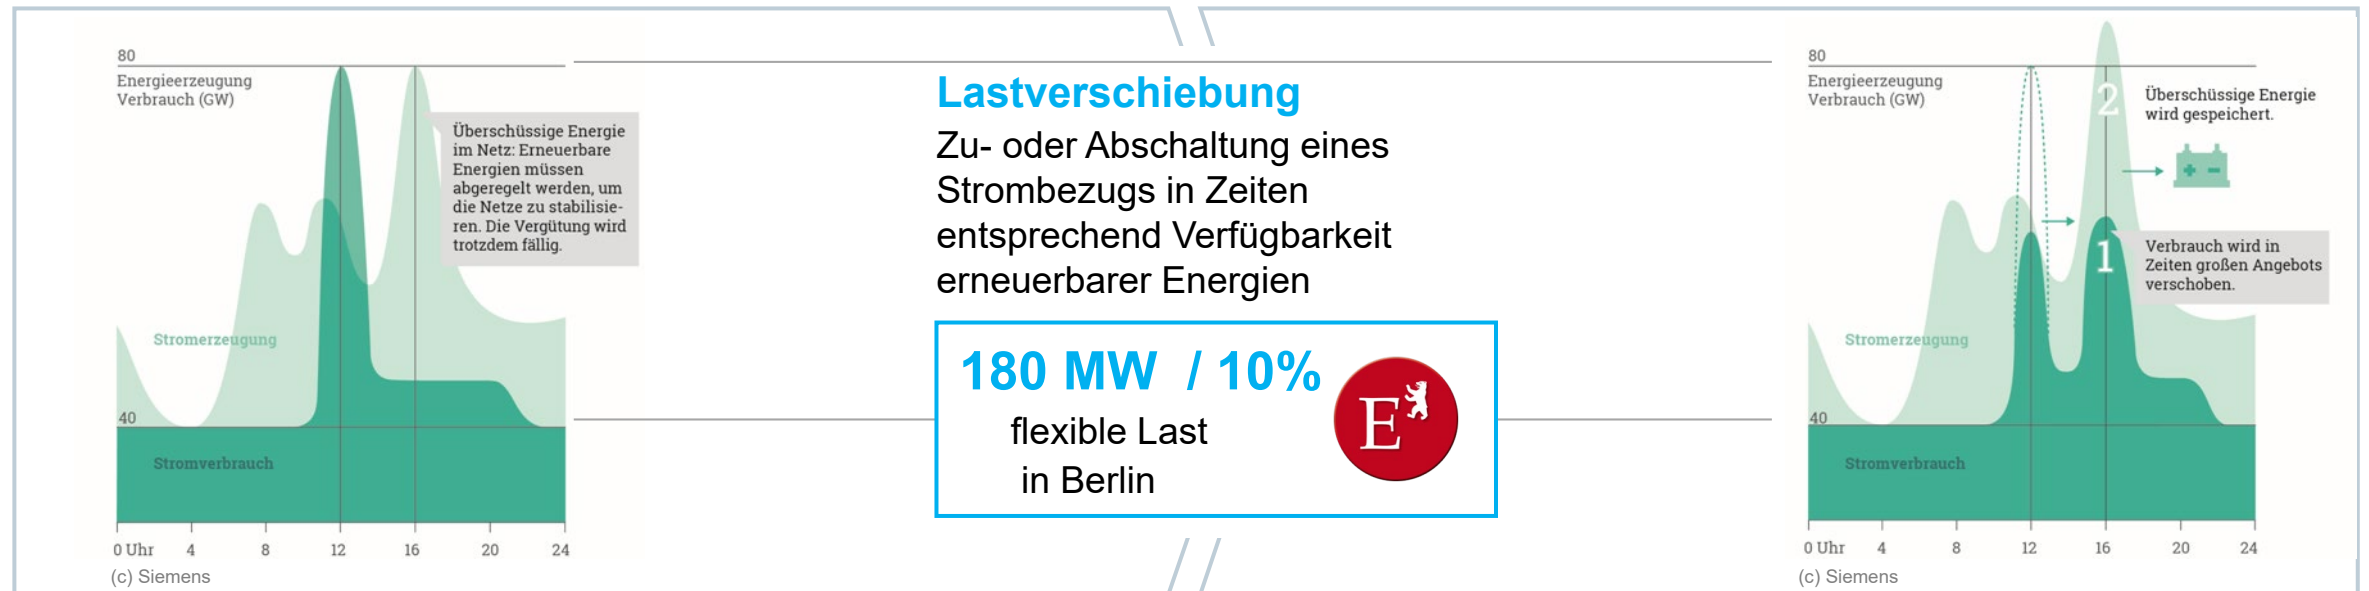 80
Energieerzeugung
Verbrauch (GW)
Überschüssige Energie
im Netz: Erneuerbare
Energien müssen
abgeregelt werden, um
die Netze zu stabilisie-
ren. Die Vergütung wird
trotzdem fällig.
Stromerzeugung
40
Stromverbrauch
0 Uhr 4 8 12 16 20 24
(c) Siemens
Lastverschiebung
Zu- oder Abschaltung eines
Strombezugs in Zeiten
entsprechend Verfügbarkeit
erneuerbarer Energien
180 MW / 10%
flexible Last
in Berlin
E
80
Energieerzeugung
Verbrauch (GW)
2
Überschüssige Energie
wird gespeichert.
1
Verbrauch wird in
Zeiten großen Angebots
verschoben.
Stromerzeugung
40
Stromverbrauch
0 Uhr 4 8 12 16 20 24
(c) Siemens